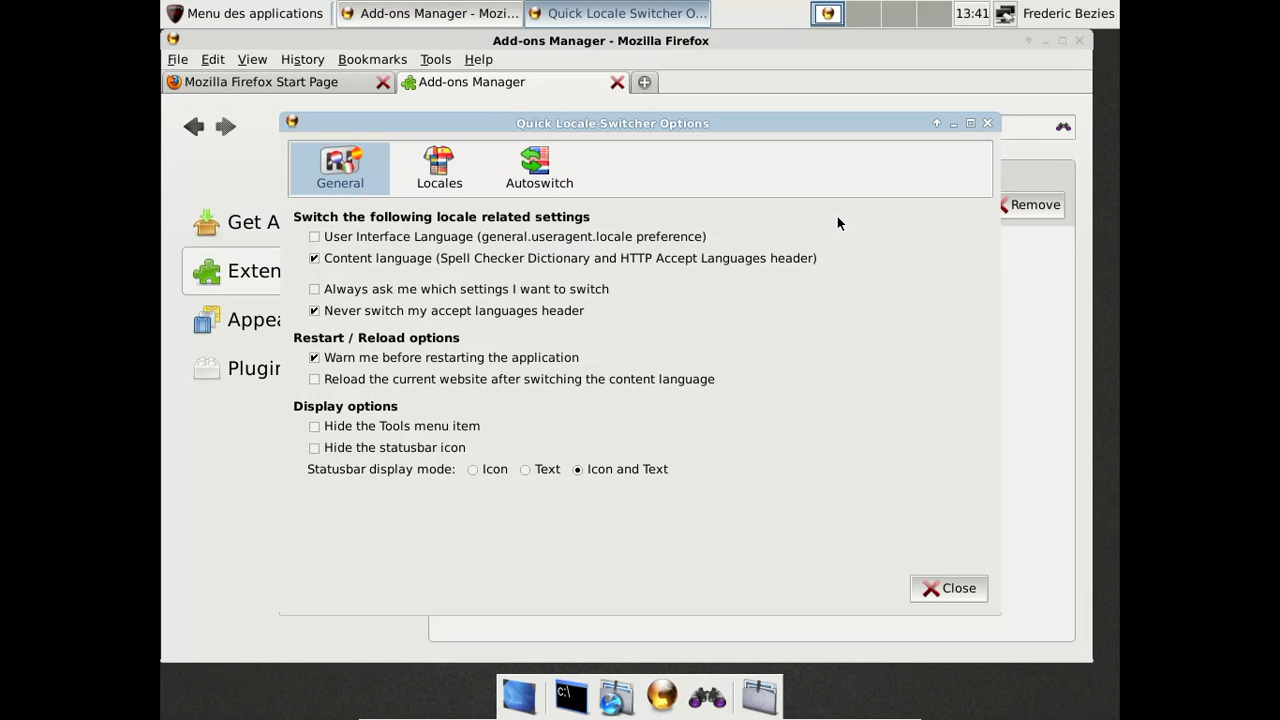 Menu des applications
Add-ons Manager - Mozi...
Quick Locale Switcher O...
13:41
Frederic Bezies
Add-ons Manager - Mozilla Firefox
File Edit View History Bookmarks Tools Help
Mozilla Firefox Start Page
Add-ons Manager
Quick Locale Switcher Options
General
Locales
Autoswitch
Get A
Exten
Appea
Plugin
Remove
Switch the following locale related settings
User Interface Language (general.useragent.locale preference)
Content language (Spell Checker Dictionary and HTTP Accept Languages header)
Always ask me which settings I want to switch
Never switch my accept languages header
Restart / Reload options
Warn me before restarting the application
Reload the current website after switching the content language
Display options
Hide the Tools menu item
Hide the statusbar icon
Statusbar display mode: Icon Text Icon and Text
Close
C:\